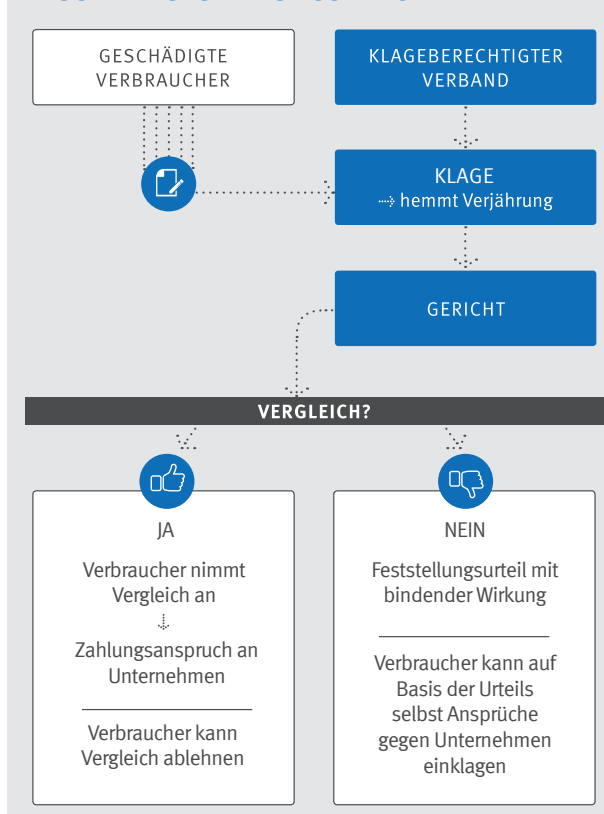 GESCHÄDIGTE
VERBRAUCHER
KLAGEBERECHTIGTER
VERBAND
KLAGE
hemmt Verjährung
GERICHT
VERGLEICH?
JA
Verbraucher nimmt
Vergleich an
Zahlungsanspruch an
Unternehmen
Verbraucher kann
Vergleich ablehnen
NEIN
Feststellungsurteil mit
bindender Wirkung
Verbraucher kann auf
Basis der Urteils
selbst Ansprüche
gegen Unternehmen
einklagen